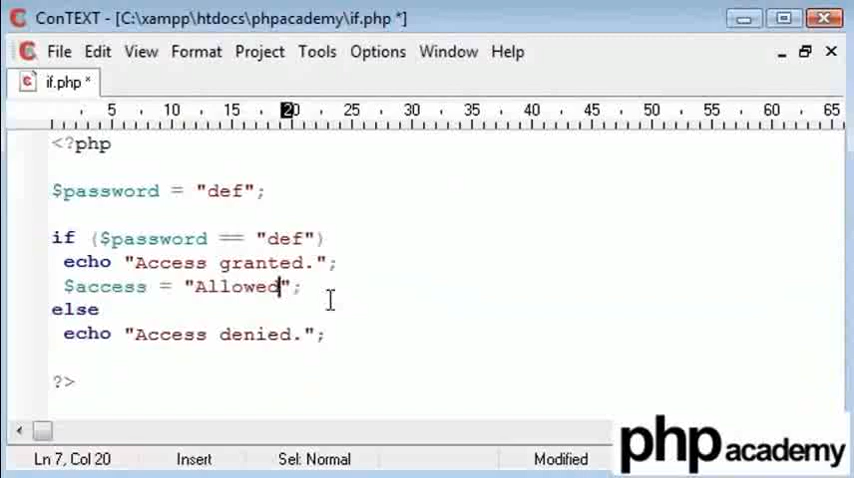 ConTEXT - [C:\xampp\htdocs\phpacademy\if.php *]
File Edit View Format Project Tools Options Window Help
if.php *
5 10 15 20 25 30 35 40 45 50 55 60 65
<?php
$password = "def";
if ($password == "def")
echo "Access granted.";
$access = "Allowed";
else
echo "Access denied.";
?>
Ln 7, Col 20 Insert Sel: Normal Modified
php academy